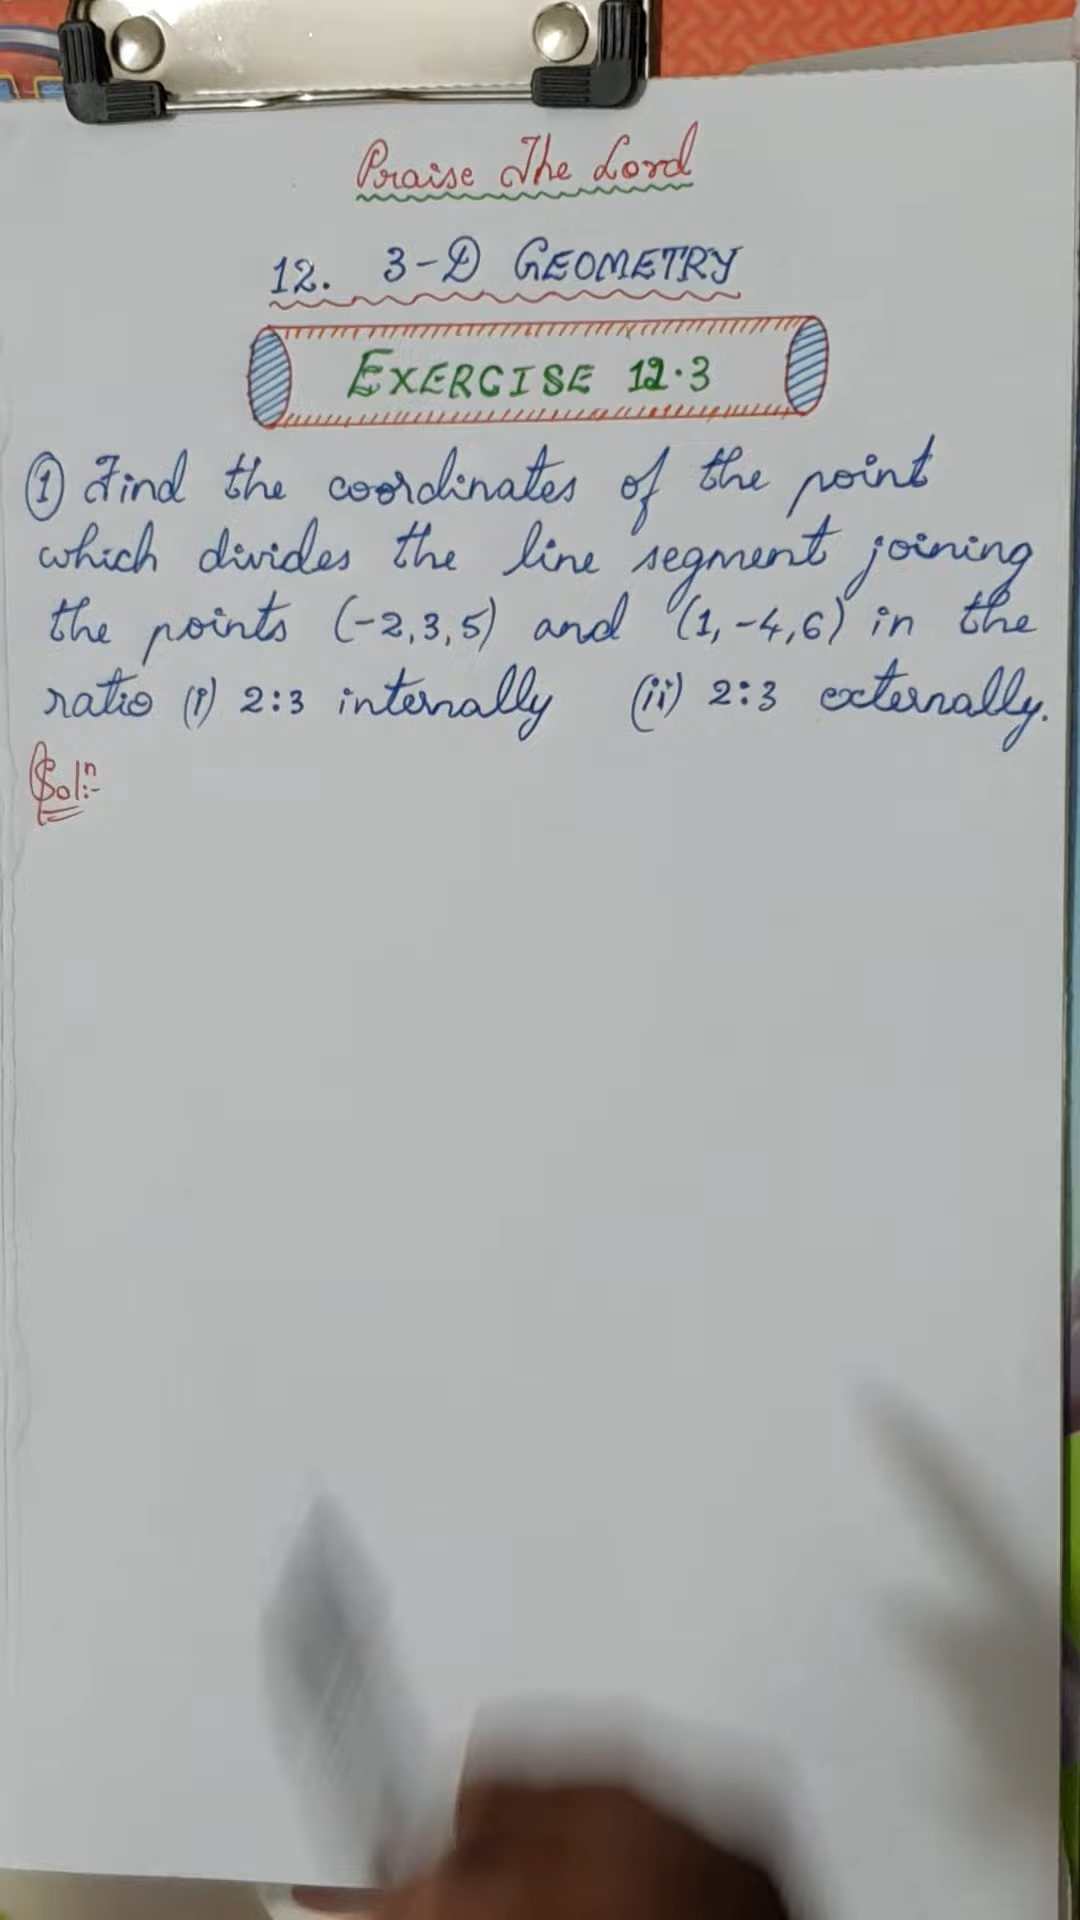 Praise The Lord
12. 3-D GEOMETRY
EXERCISE 12.3
① Find the coordinates of the point
which divides the line segment joining
the points (-2,3,5) and (1,-4,6) in the
ratio (i) 2:3 internally (ii) 2:3 externally.
Solⁿ:-